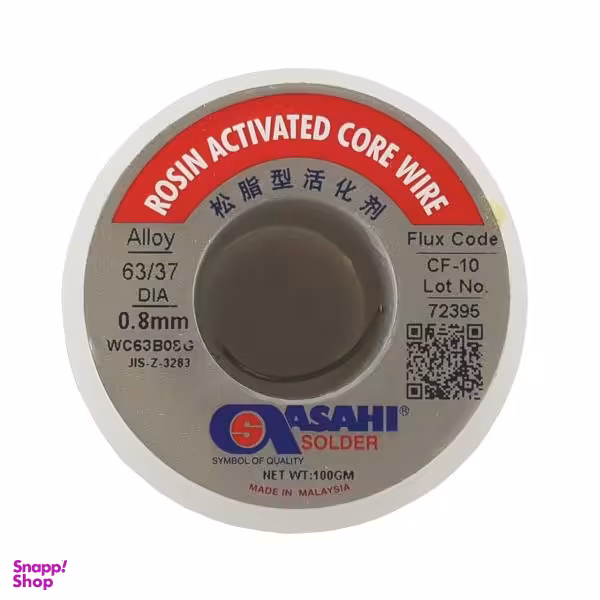 ROSIN ACTIVATED CORE WIRE
松脂型活化剂
Alloy
63/37
DIA
0.8mm
WC63B08G
JIS-Z-3283
Flux Code
CF-10
Lot No.
72395
ASAHI®
SOLDER
SYMBOL OF QUALITY
NET WT:100GM
MADE IN MALAYSIA
Snapp!
Shop